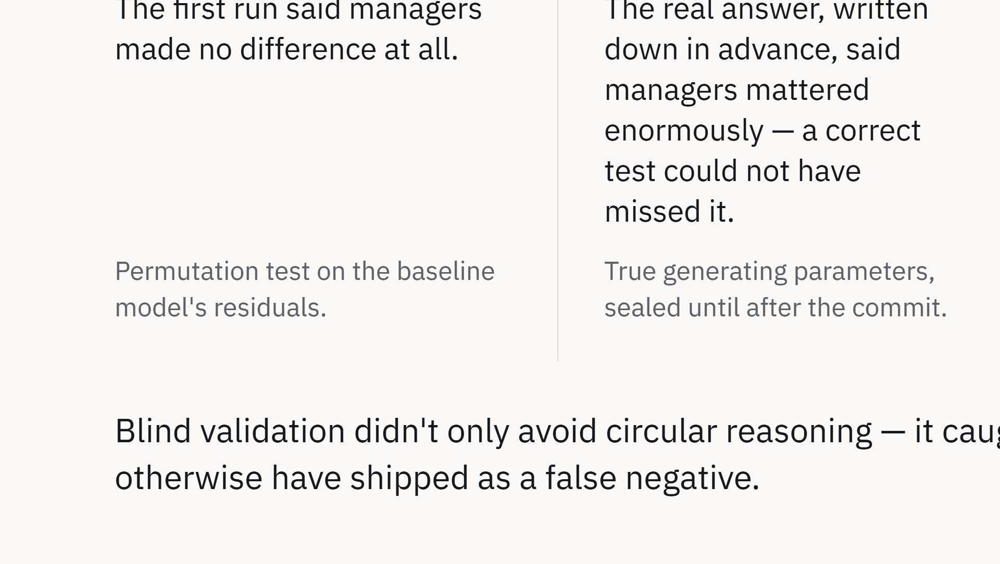 The first run said managers
made no difference at all.
Permutation test on the baseline
model's residuals.
The real answer, written
down in advance, said
managers mattered
enormously — a correct
test could not have
missed it.
True generating parameters,
sealed until after the commit.
Blind validation didn't only avoid circular reasoning — it
otherwise have shipped as a false negative.